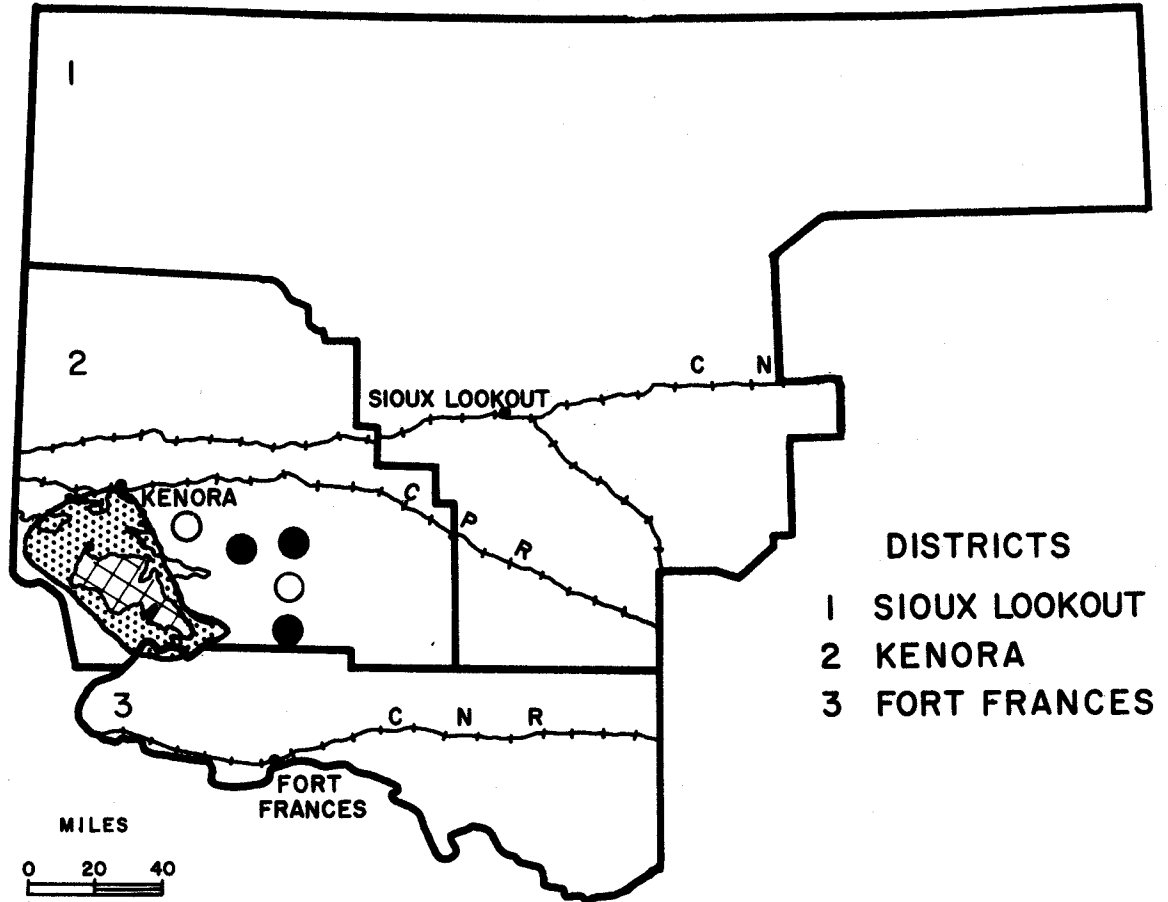 1
2
C N
SIOUX LOOKOUT
KENORA
C P R
DISTRICTS
1 SIOUX LOOKOUT
2 KENORA
3 FORT FRANCES
3
C N R
FORT
FRANCES
MILES
0 20 40